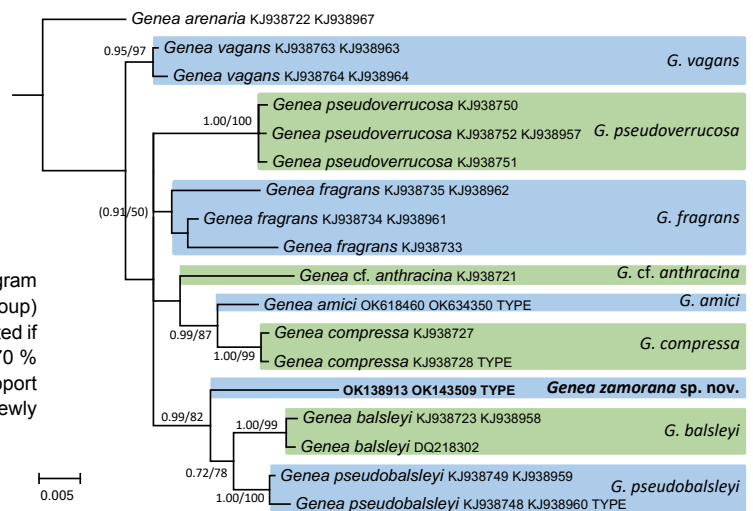 Genea arenaria KJ938722 KJ938967
0.95/97
Genea vagans KJ938763 KJ938963
G. vagans
Genea vagans KJ938764 KJ938964
Genea pseudoverrucosa KJ938750
1.00/100
Genea pseudoverrucosa KJ938752 KJ938957
G. pseudoverrucosa
Genea pseudoverrucosa KJ938751
Genea fragrans KJ938735 KJ938962
(0.91/50)
Genea fragrans KJ938734 KJ938961
G. fragrans
Genea fragrans KJ938733
Genea cf. anthracina KJ938721
G. cf. anthracina
Genea amici OK618460 OK634350 TYPE
G. amici
0.99/87
Genea compressa KJ938727
G. compressa
1.00/99
Genea compressa KJ938728 TYPE
OK138913 OK143509 TYPE
Genea zamorana sp. nov.
0.99/82
Genea balsleyi KJ938723 KJ938958
1.00/99
G. balsleyi
Genea balsleyi DQ218302
0.72/78
Genea pseudobalsleyi KJ938749 KJ938959
G. pseudobalsleyi
1.00/100
Genea pseudobalsleyi KJ938748 KJ938960 TYPE
0.005
gram
oup)
ed if
70 %
pport
ewly